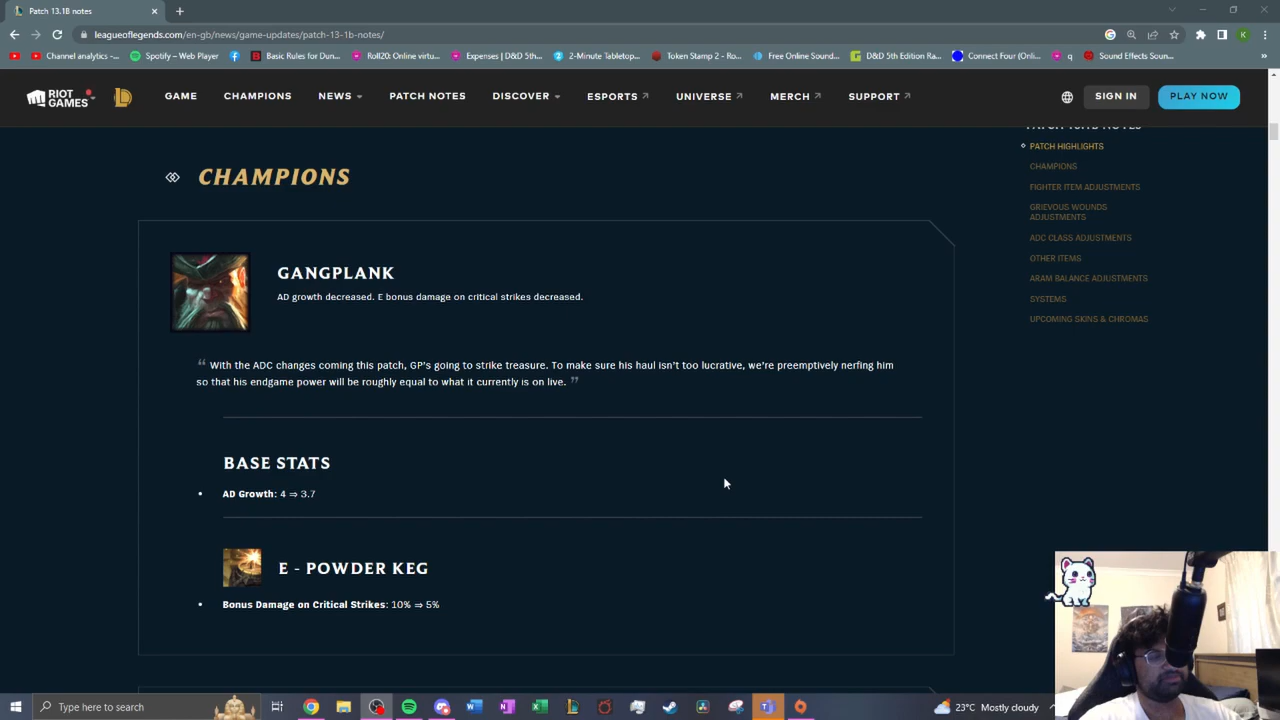 Patch 13.1B notes
leagueoflegends.com/en-gb/news/game-updates/patch-13-1b-notes/
K
Channel analytics -...
Spotify – Web Player
Basic Rules for Dun...
Roll20: Online virtu...
Expenses | D&D 5th...
2-Minute Tabletop...
Token Stamp 2 - Ro...
Free Online Sound...
D&D 5th Edition Ra...
Connect Four (Onli...
q
Sound Effects Soun...
RIOT GAMES
GAME
CHAMPIONS
NEWS
PATCH NOTES
DISCOVER
ESPORTS
UNIVERSE
MERCH
SUPPORT
SIGN IN
PLAY NOW
PATCH 13.1B NOTES
PATCH HIGHLIGHTS
CHAMPIONS
FIGHTER ITEM ADJUSTMENTS
GRIEVOUS WOUNDS
ADJUSTMENTS
ADC CLASS ADJUSTMENTS
OTHER ITEMS
ARAM BALANCE ADJUSTMENTS
SYSTEMS
UPCOMING SKINS & CHROMAS
CHAMPIONS
GANGPLANK
AD growth decreased. E bonus damage on critical strikes decreased.
“ With the ADC changes coming this patch, GP's going to strike treasure. To make sure his haul isn't too lucrative, we're preemptively nerfing him
so that his endgame power will be roughly equal to what it currently is on live. ”
BASE STATS
• AD Growth: 4 ⇒ 3.7
E - POWDER KEG
• Bonus Damage on Critical Strikes: 10% ⇒ 5%
Type here to search
23°C Mostly cloudy